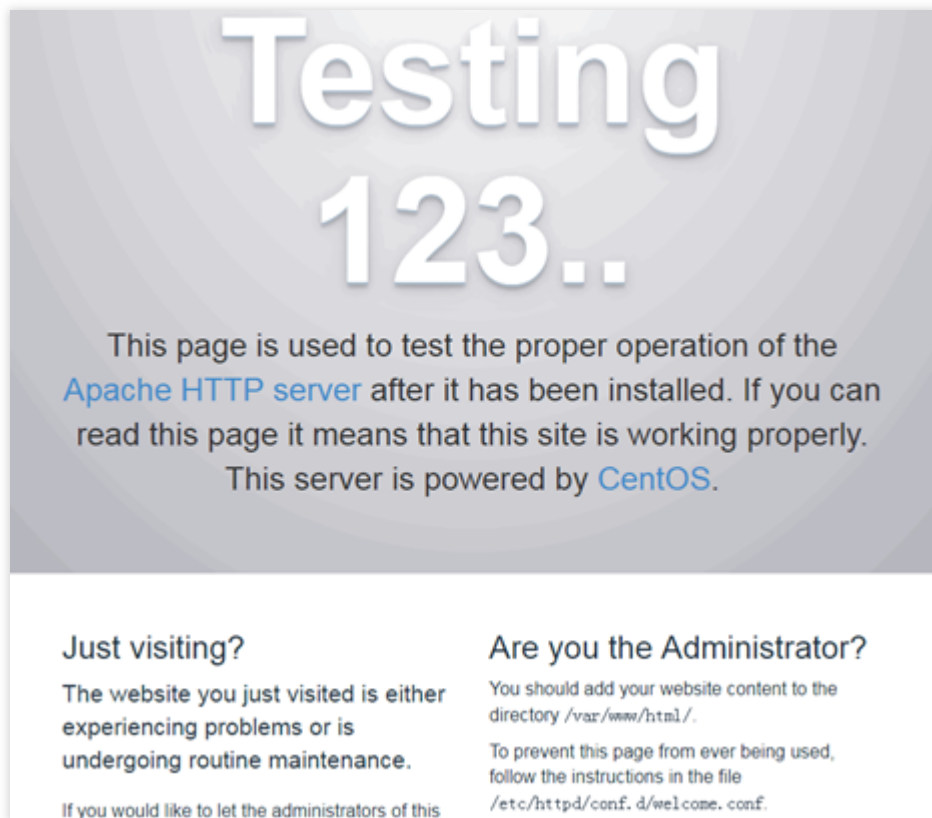 Testing
123..
This page is used to test the proper operation of the
Apache HTTP server after it has been installed. If you can
read this page it means that this site is working properly.
This server is powered by CentOS.
Just visiting?
The website you just visited is either
experiencing problems or is
undergoing routine maintenance.
If you would like to let the administrators of this
Are you the Administrator?
You should add your website content to the
directory /var/www/html/.
To prevent this page from ever being used,
follow the instructions in the file
/etc/httpd/conf.d/welcome.conf.